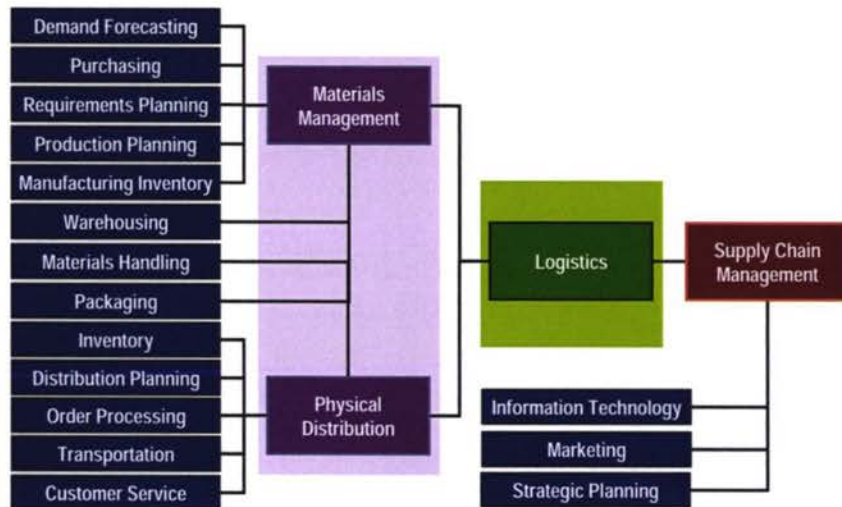 Demand Forecasting
Purchasing
Requirements Planning
Production Planning
Manufacturing Inventory
Warehousing
Materials Handling
Packaging
Inventory
Distribution Planning
Order Processing
Transportation
Customer Service
Materials
Management
Physical
Distribution
Logistics
Supply Chain
Management
Information Technology
Marketing
Strategic Planning